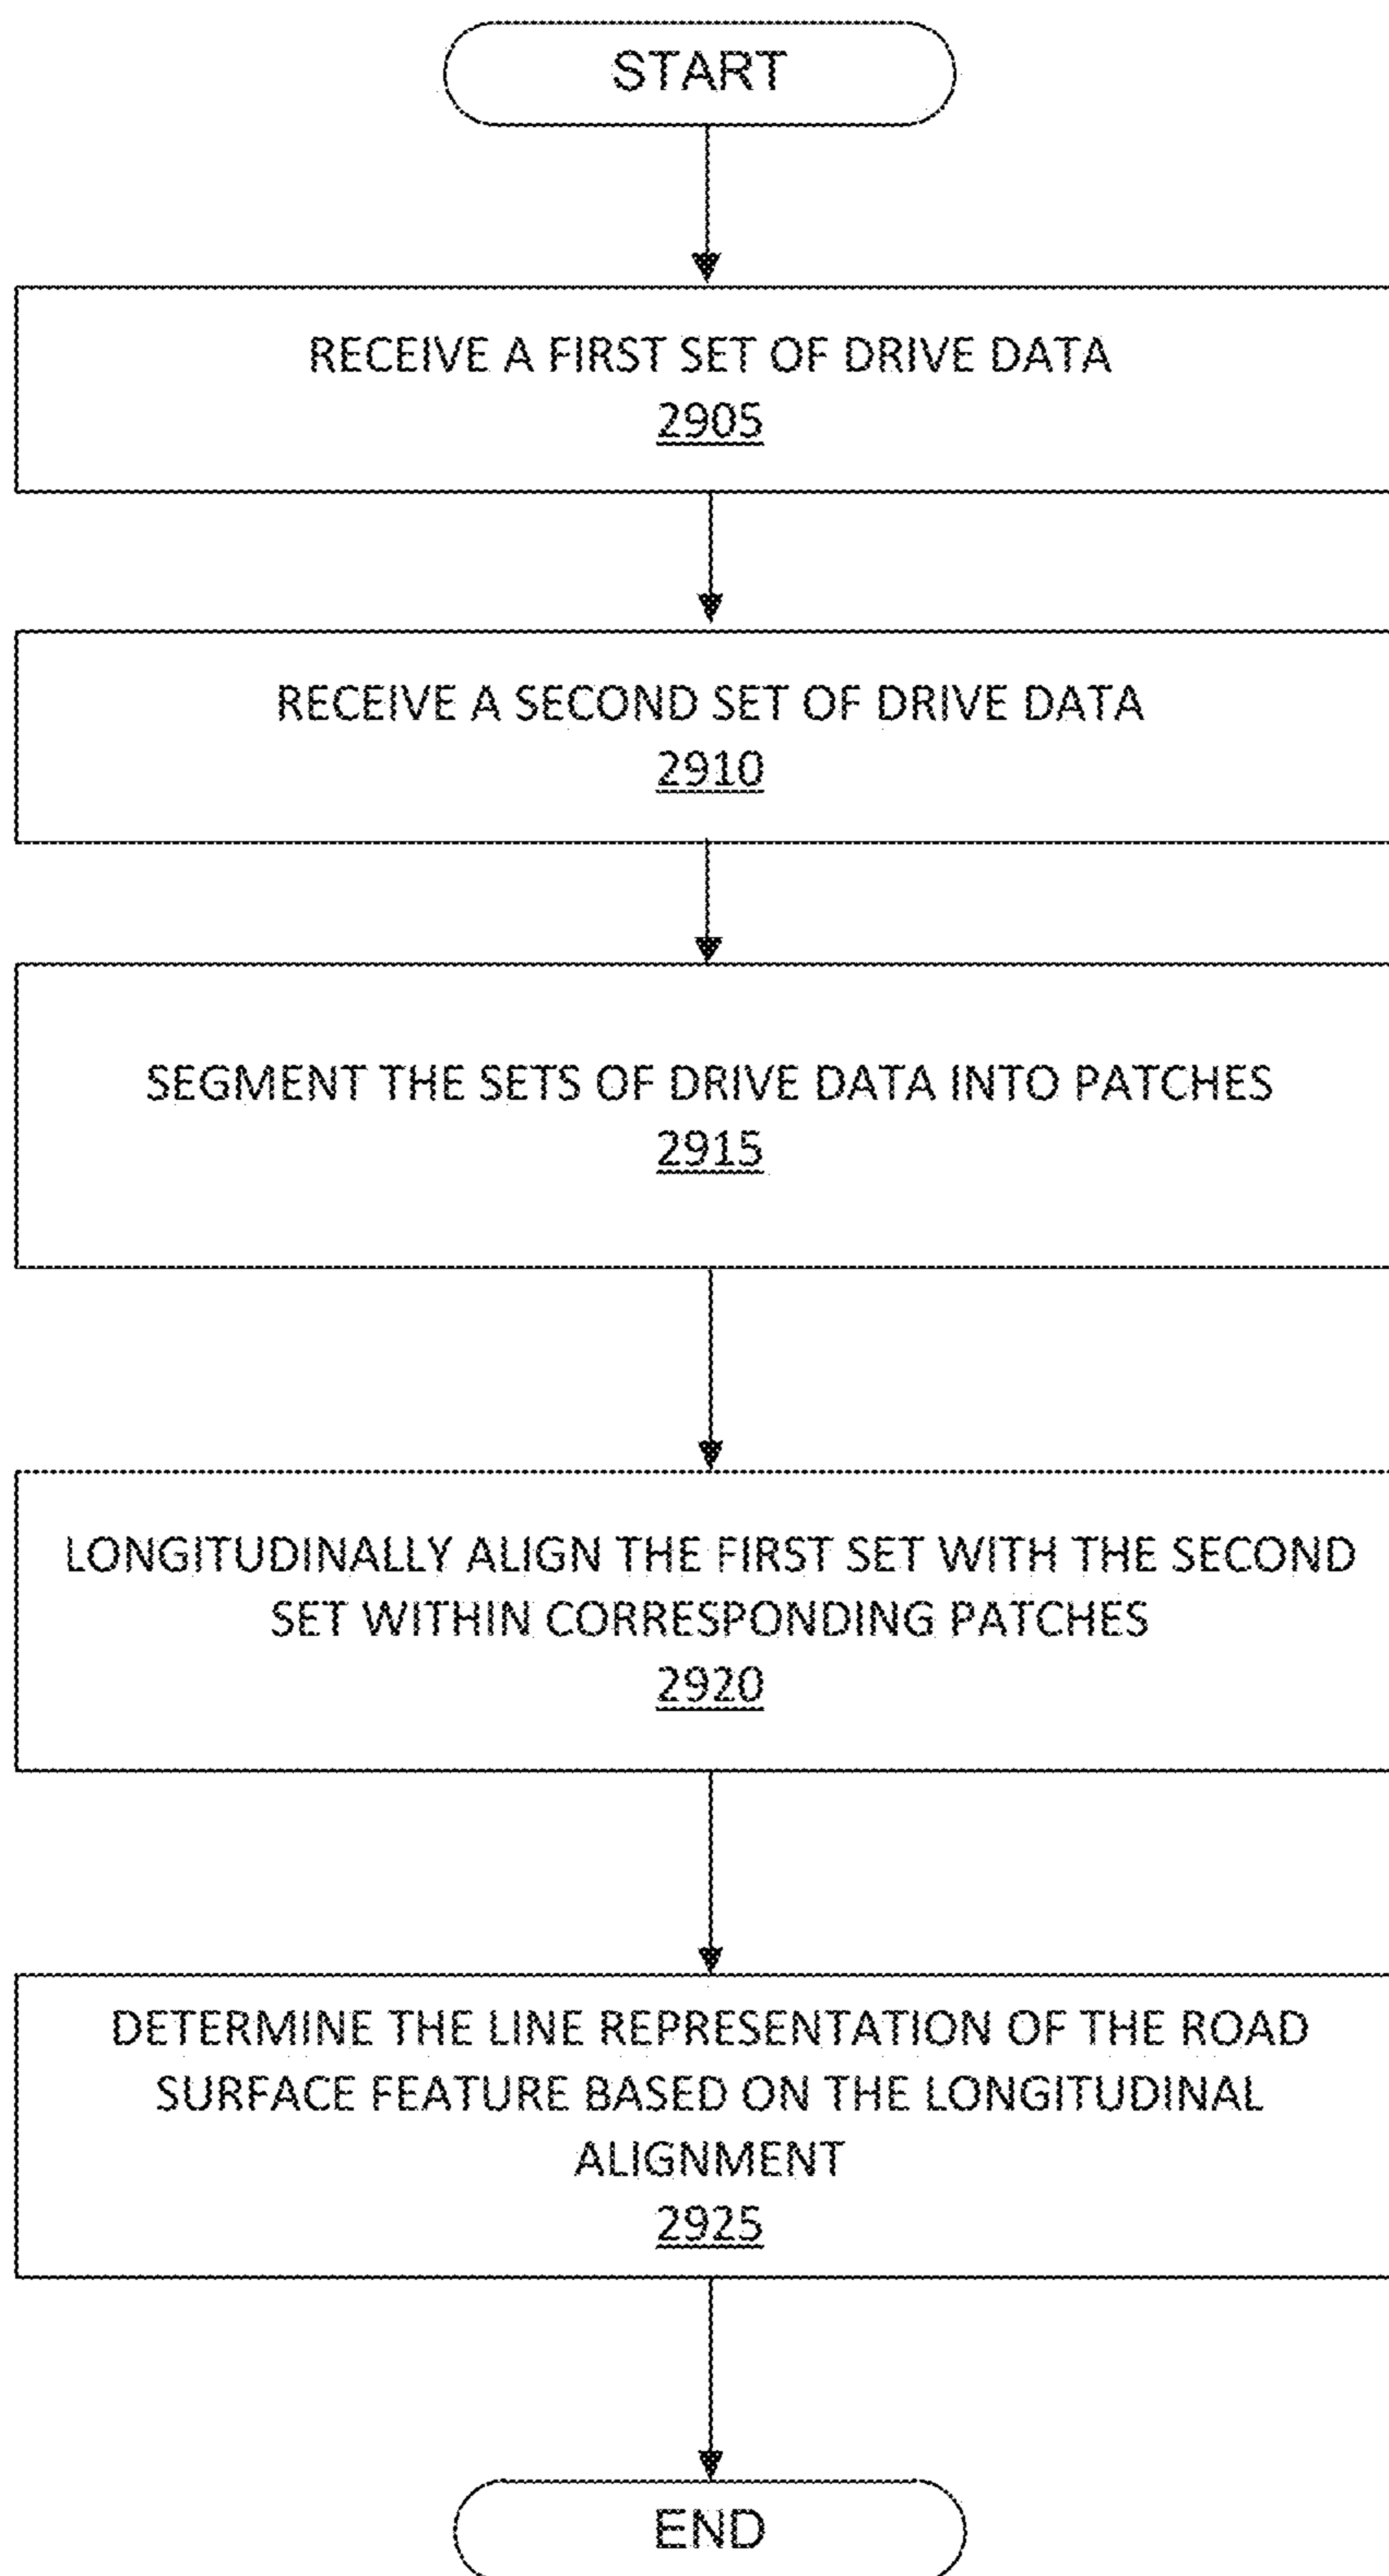 START
RECEIVE A FIRST SET OF DRIVE DATA
2905
RECEIVE A SECOND SET OF DRIVE DATA
2910
SEGMENT THE SETS OF DRIVE DATA INTO PATCHES
2915
LONGITUDINALLY ALIGN THE FIRST SET WITH THE SECOND
SET WITHIN CORRESPONDING PATCHES
2920
DETERMINE THE LINE REPRESENTATION OF THE ROAD
SURFACE FEATURE BASED ON THE LONGITUDINAL
ALIGNMENT
2925
END